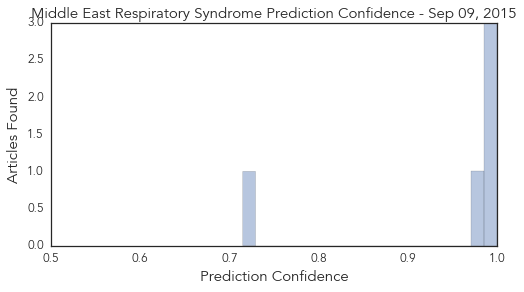 Middle East Respiratory Syndrome Prediction Confidence - Sep 09, 2015
3.0
2.5
2.0
1.5
1.0
0.5
0.0
Articles Found
0.5 0.6 0.7 0.8 0.9 1.0
Prediction Confidence